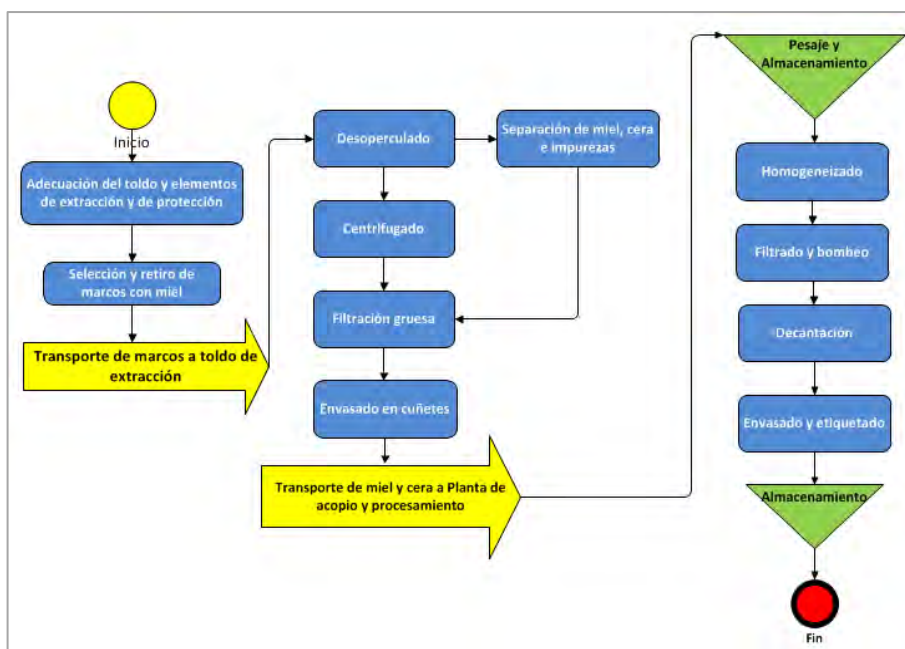 Inicio
Adecuación del toldo y elementos
de extracción y de protección
Selección y retiro de
marcos con miel
Transporte de marcos a toldo de
extracción
Desoperculado
Separación de miel, cera
e impurezas
Centrifugado
Filtración gruesa
Envasado en cuñetes
Transporte de miel y cera a Planta de
acopio y procesamiento
Pesaje y
Almacenamiento
Homogeneizado
Filtrado y bombeo
Decantación
Envasado y etiquetado
Almacenamiento
Fin